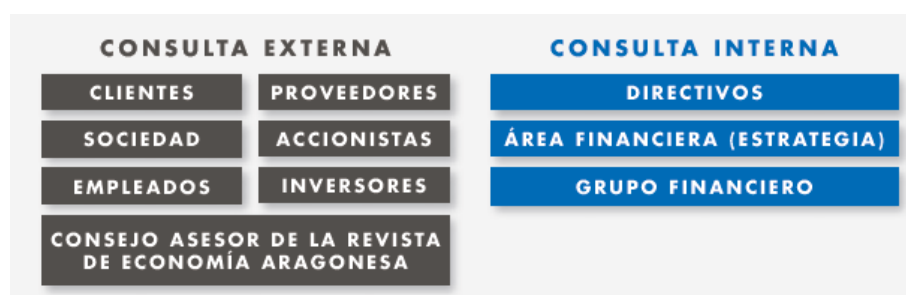 CONSULTA EXTERNA
CLIENTES
PROVEEDORES
SOCIEDAD
ACCIONISTAS
EMPLEADOS
INVERSORES
CONSEJO ASESOR DE LA REVISTA
DE ECONOMÍA ARAGONESA
CONSULTA INTERNA
DIRECTIVOS
ÁREA FINANCIERA (ESTRATEGIA)
GRUPO FINANCIERO